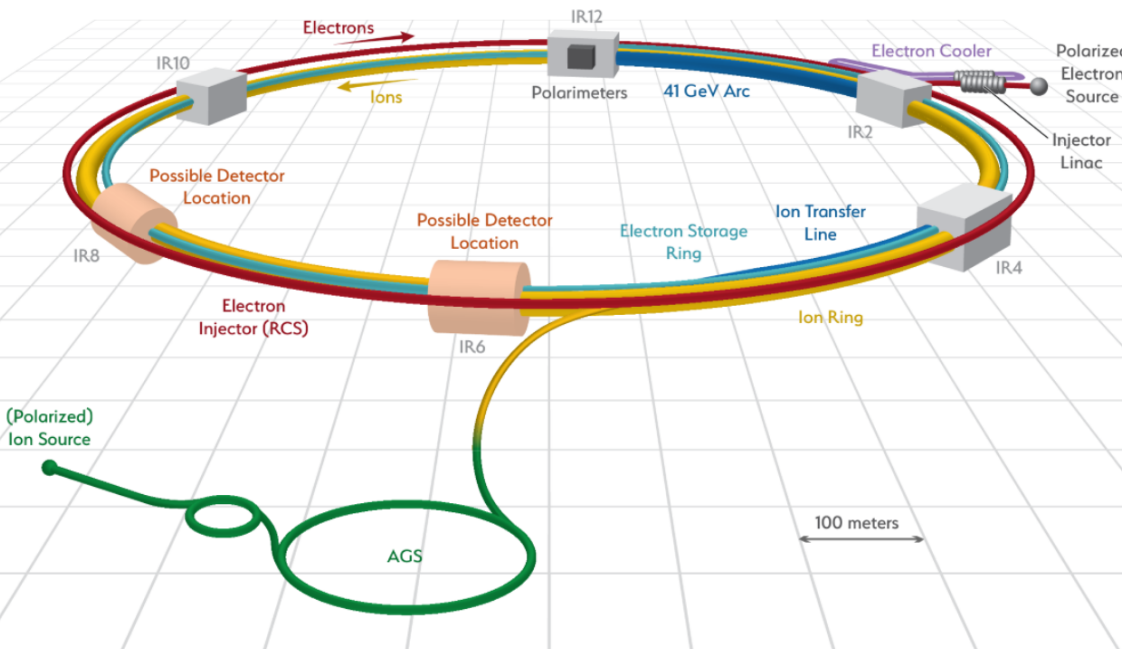 IR12
Electrons
IR10
Ions
Polarimeters
41 GeV Arc
Electron Cooler
Polarized
Electron
Source
IR2
Injector
Linac
Possible Detector
Location
Possible Detector
Location
Ion Transfer
Line
Electron Storage
Ring
IR8
IR4
Electron
Injector (RCS)
Ion Ring
IR6
(Polarized)
Ion Source
100 meters
AGS